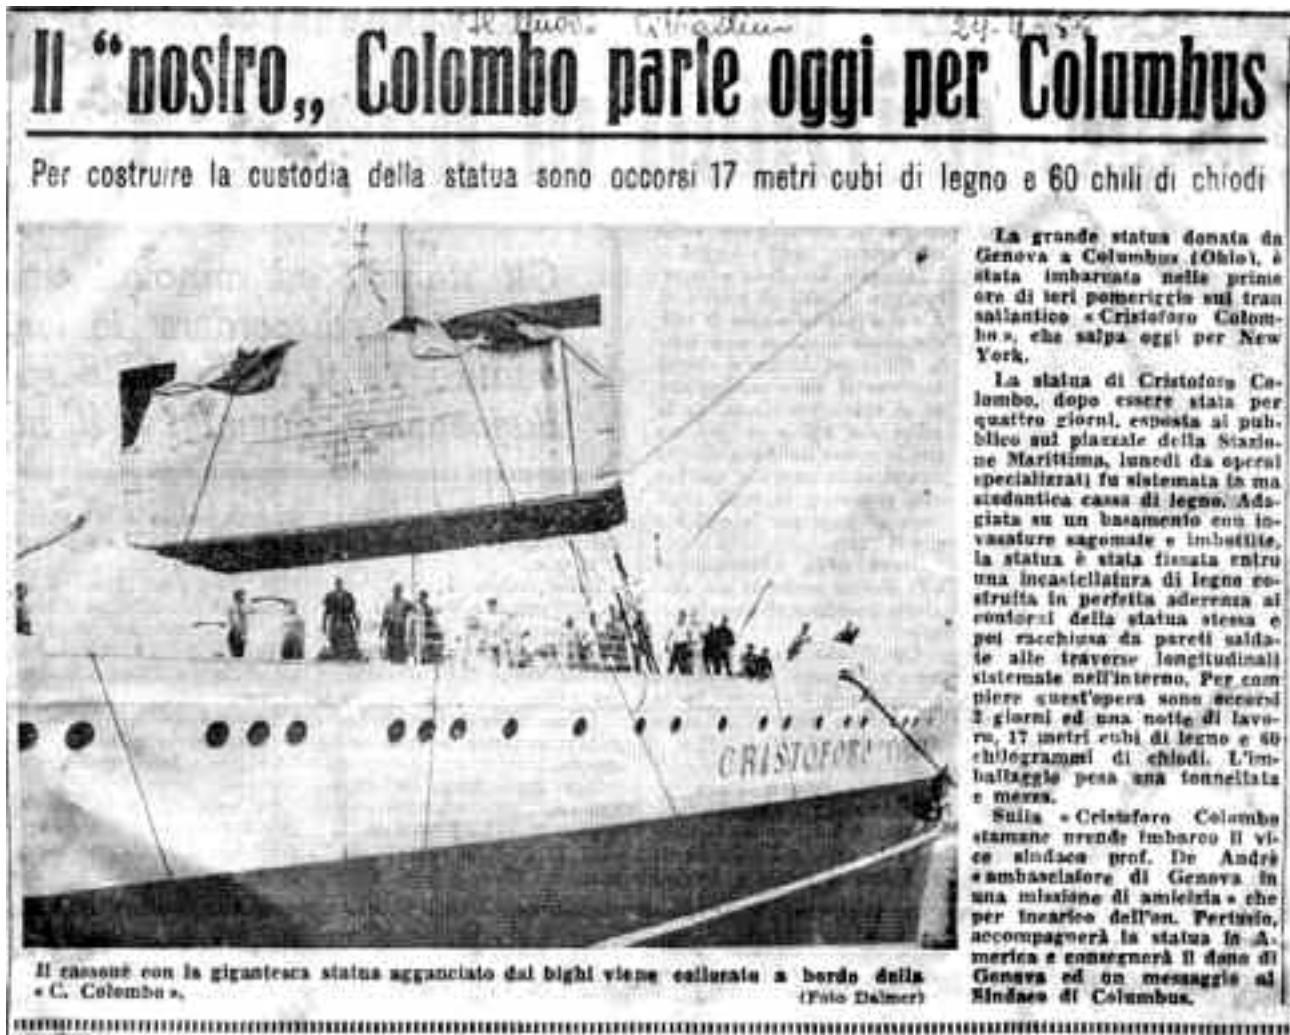 Il Nuovo Cittadino 24-8-55
Il "nostro„ Colombo parte oggi per Columbus
Per costruire la custodia della statua sono occorsi 17 metri cubi di legno e 60 chili di chiodi
La grande statua donata da
Genova a Columbus (Ohio), è
stata imbarcata nelle prime
ore di ieri pomeriggio sul tran
satlantico «Cristoforo Colom-
bo», che salpa oggi per New
York.
La statua di Cristoforo Co-
lombo, dopo essere stata per
quattro giorni, esposta al pub-
blico sul piazzale della Stazio-
ne Marittima, lunedì da operai
specializzati fu sistemata in ma
stodontica cassa di legno. Ada-
giata su un basamento con in-
vasature sagomate e imbottite,
la statua è stata fissata entro
una incastellatura di legno co-
struita in perfetta aderenza ai
contorni della statua stessa e
poi racchiusa da pareti salda-
te alle traverse longitudinali
sistemate nell'interno. Per com
piere quest'opera sono occorsi
2 giorni ed una notte di lavo-
ro, 17 metri cubi di legno e 60
chilogrammi di chiodi. L'im-
ballaggio pesa una tonnellata
e mezza.
Sulla «Cristoforo Colombo
stamane prende imbarco il vi-
ce sindaco prof. De Andrè
«ambasciatore di Genova in
una missione di amicizia» che
per incarico dell'on. Pertusio,
accompagnerà la statua in A-
merica e consegnerà il dono di
Genova ed un messaggio al
Sindaco di Columbus.
CRISTOFORO
Il cassone con la gigantesca statua agganciato dai bighi viene collocato a bordo della
«C. Colombo».
(Foto Dalmer)